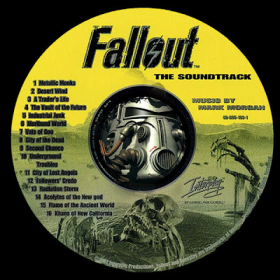 Fallout
THE SOUNDTRACK
1 Metallic Monks
2 Desert Wind
3 A Trader's Life
4 The Vault of the Future
5 Industrial Junk
6 Moribund World
7 Vats of Goo
8 City of the Dead
9 Second Chance
10 Underground
Troubles
11 City of Lost Angels
12 Followers' Credo
13 Radiation Storm
14 Acolytes of the New god
15 Flame of the Ancient World
16 Khans of New California
MUSIC BY
MARK MORGAN
Interplay